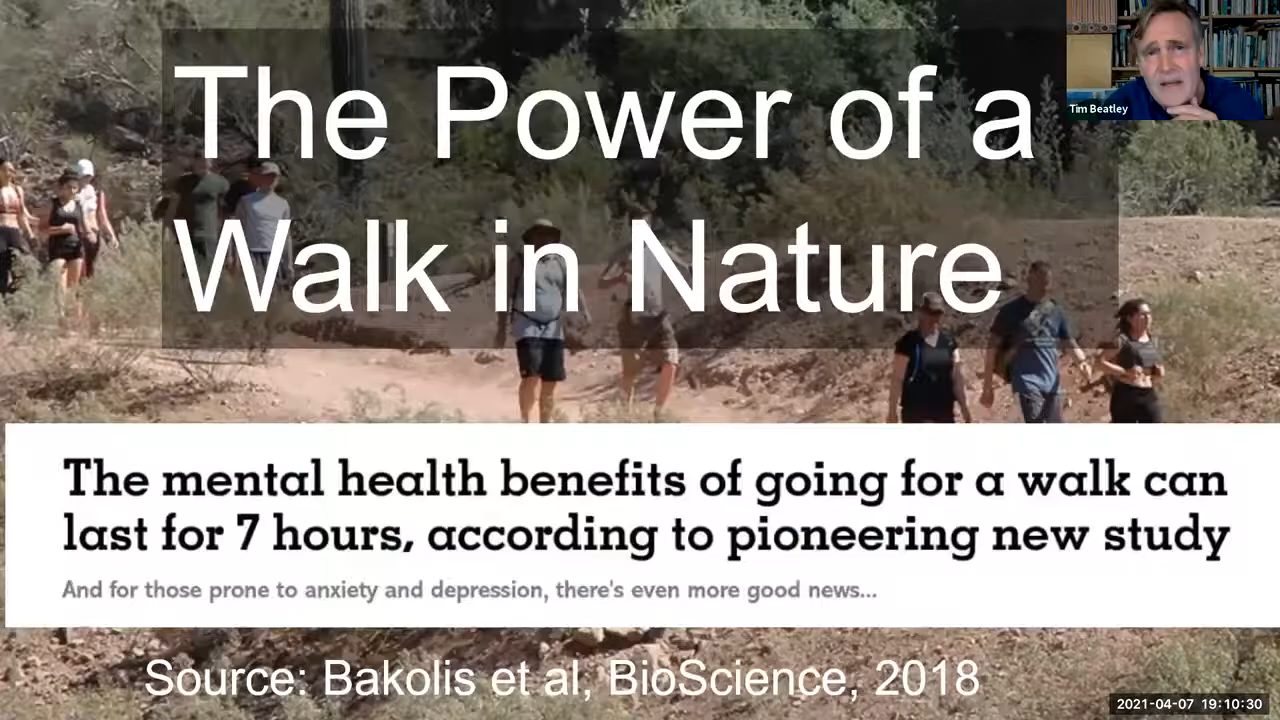 The Power of a
Walk in Nature
Tim Beatley
The mental health benefits of going for a walk can
last for 7 hours, according to pioneering new study
And for those prone to anxiety and depression, there's even more good news...
Source: Bakolis et al, BioScience, 2018
2021-04-07 19:10:30